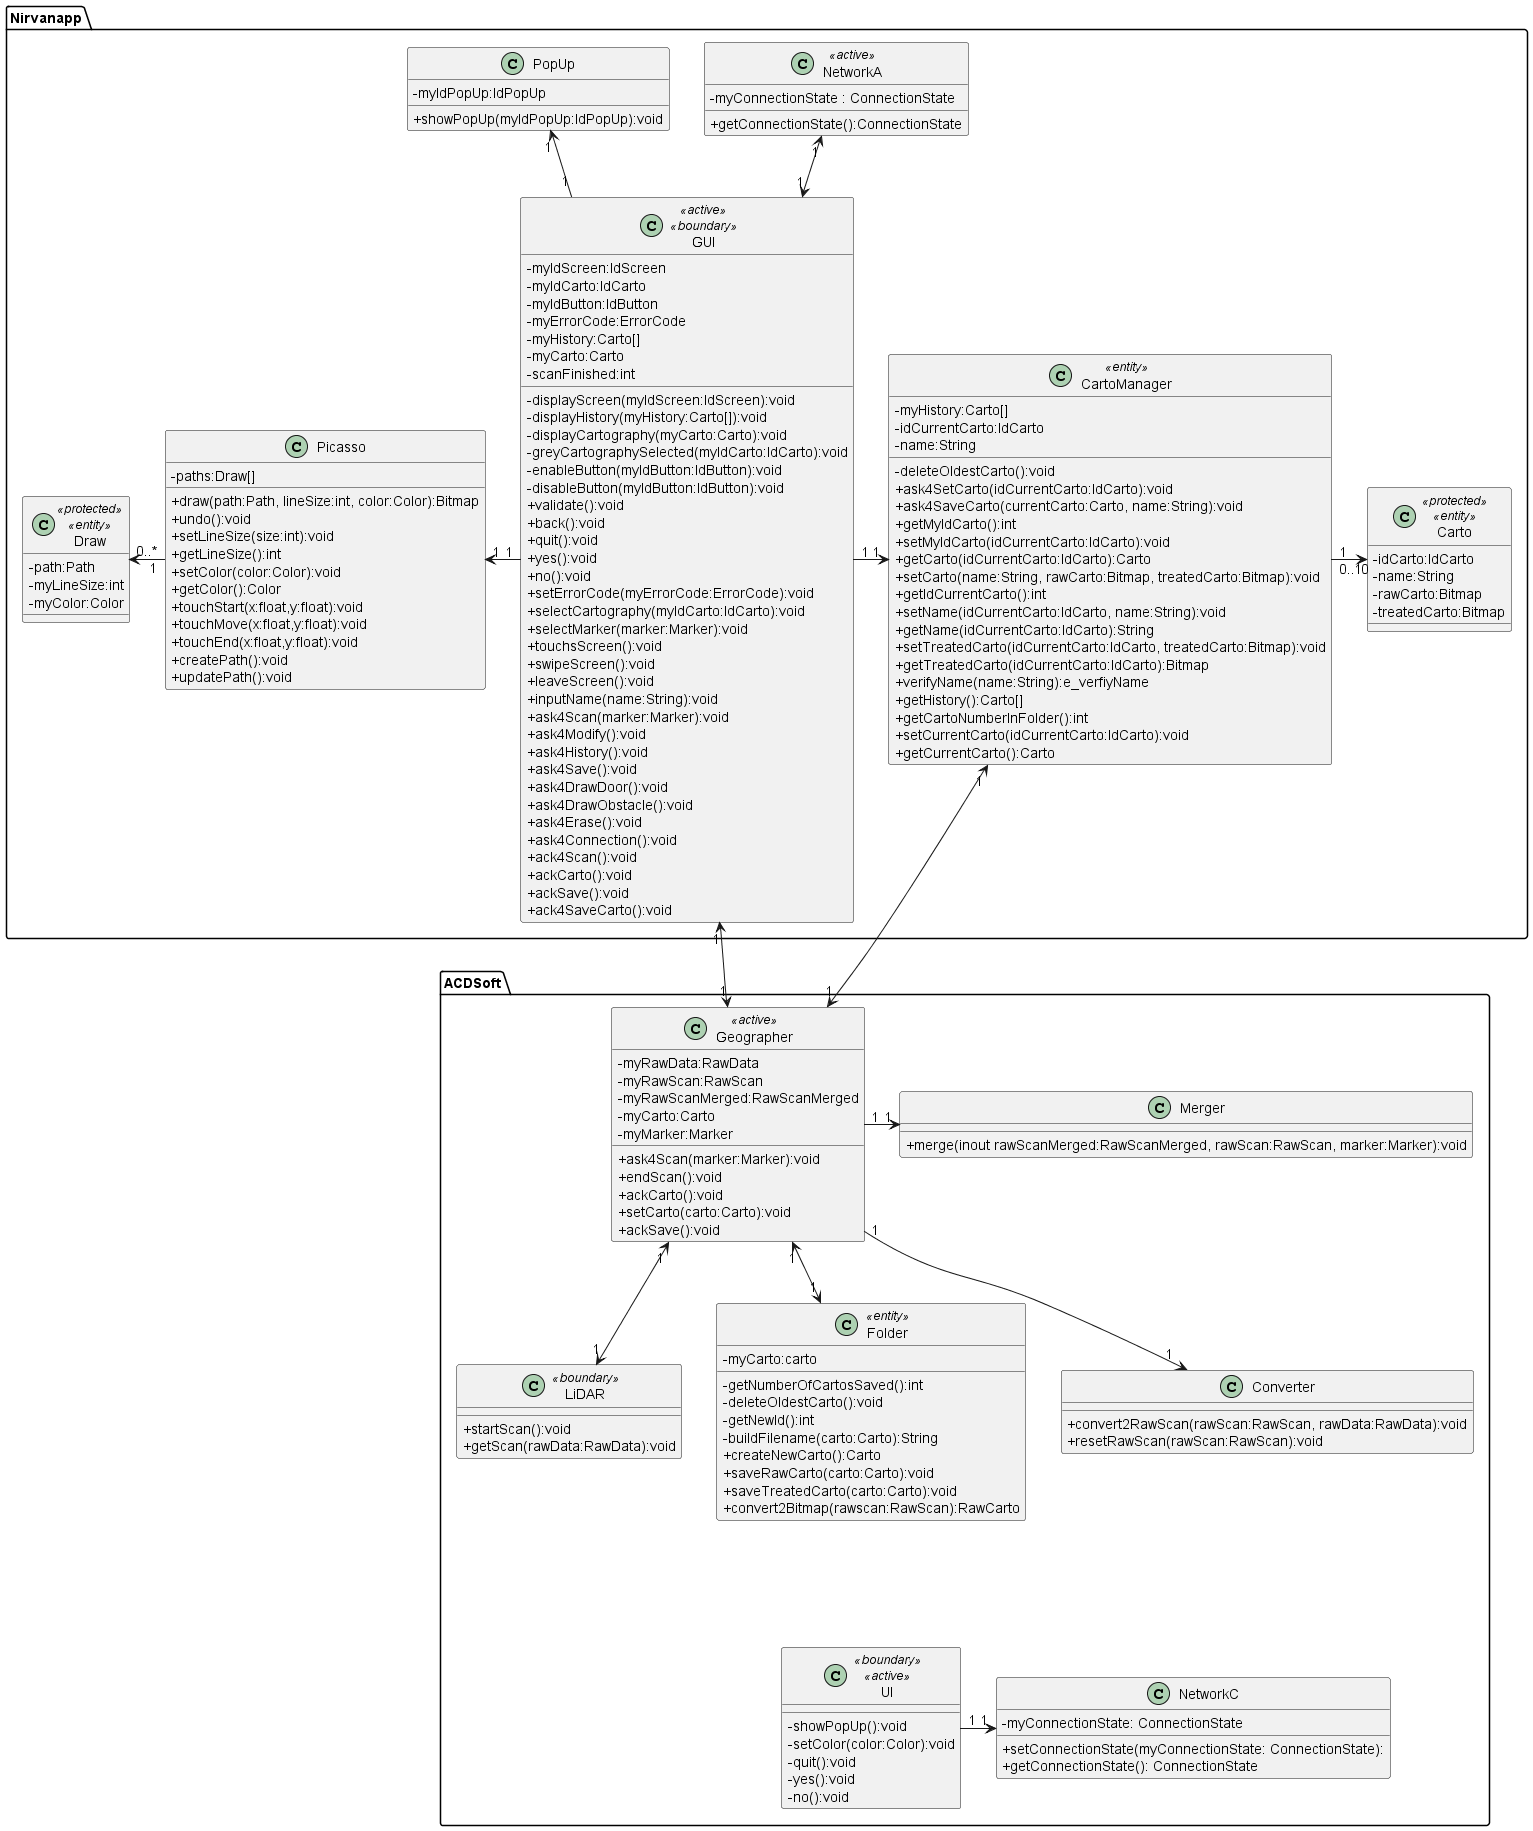 Nirvanapp
C
PopUp
-myIdPopUp:IdPopUp
+showPopUp(myIdPopUp:IdPopUp):void
«active»
C
NetworkA
-myConnectionState : ConnectionState
+getConnectionState():ConnectionState
1
1
1
1
«active»
«boundary»
C
GUI
-myIdScreen:IdScreen
-myIdCarto:IdCarto
-myIdButton:IdButton
-myErrorCode:ErrorCode
-myHistory:Carto[]
-myCarto:Carto
-scanFinished:int
-displayScreen(myIdScreen:IdScreen):void
-displayHistory(myHistory:Carto[]):void
-displayCartography(myCarto:Carto):void
-greyCartographySelected(myIdCarto:IdCarto):void
-enableButton(myIdButton:IdButton):void
-disableButton(myIdButton:IdButton):void
+validate():void
+back():void
+quit():void
+yes():void
+no():void
+setErrorCode(myErrorCode:ErrorCode):void
+selectCartography(myIdCarto:IdCarto):void
+selectMarker(marker:Marker):void
+touchsScreen():void
+swipeScreen():void
+leaveScreen():void
+inputName(name:String):void
+ask4Scan(marker:Marker):void
+ask4Modify():void
+ask4History():void
+ask4Save():void
+ask4DrawDoor():void
+ask4DrawObstacle():void
+ask4Erase():void
+ask4Connection():void
+ack4Scan():void
+ackCarto():void
+ackSave():void
+ack4SaveCarto():void
«entity»
C
CartoManager
-myHistory:Carto[]
-idCurrentCarto:IdCarto
-name:String
-deleteOldestCarto():void
+ask4SetCarto(idCurrentCarto:IdCarto):void
+ask4SaveCarto(currentCarto:Carto, name:String):void
+getMyIdCarto():int
+setMyIdCarto(idCurrentCarto:IdCarto):void
+getCarto(idCurrentCarto:IdCarto):Carto
+setCarto(name:String, rawCarto:Bitmap, treatedCarto:Bitmap):void
+getIdCurrentCarto():int
+setName(idCurrentCarto:IdCarto, name:String):void
+getName(idCurrentCarto:IdCarto):String
+setTreatedCarto(idCurrentCarto:IdCarto, treatedCarto:Bitmap):void
+getTreatedCarto(idCurrentCarto:IdCarto):Bitmap
+verifyName(name:String):e_verfiyName
+getHistory():Carto[]
+getCartoNumberInFolder():int
+setCurrentCarto(idCurrentCarto:IdCarto):void
+getCurrentCarto():Carto
C
Picasso
-paths:Draw[]
+draw(path:Path, lineSize:int, color:Color):Bitmap
+undo():void
+setLineSize(size:int):void
+getLineSize():int
+setColor(color:Color):void
+getColor():Color
+touchStart(x:float,y:float):void
+touchMove(x:float,y:float):void
+touchEnd(x:float,y:float):void
+createPath():void
+updatePath():void
«protected»
«entity»
C
Draw
-path:Path
-myLineSize:int
-myColor:Color
0..*
1
1 1
1 1
1
0..10
«protected»
«entity»
C
Carto
-idCarto:IdCarto
-name:String
-rawCarto:Bitmap
-treatedCarto:Bitmap
1
1
1
1
ACDSoft
«active»
C
Geographer
-myRawData:RawData
-myRawScan:RawScan
-myRawScanMerged:RawScanMerged
-myCarto:Carto
-myMarker:Marker
+ask4Scan(marker:Marker):void
+endScan():void
+ackCarto():void
+setCarto(carto:Carto):void
+ackSave():void
1 1
C
Merger
+merge(inout rawScanMerged:RawScanMerged, rawScan:RawScan, marker:Marker):void
1
1
1
1
1
1
«boundary»
C
LiDAR
+startScan():void
+getScan(rawData:RawData):void
«entity»
C
Folder
-myCarto:carto
-getNumberOfCartosSaved():int
-deleteOldestCarto():void
-getNewId():int
-buildFilename(carto:Carto):String
+createNewCarto():Carto
+saveRawCarto(carto:Carto):void
+saveTreatedCarto(carto:Carto):void
+convert2Bitmap(rawscan:RawScan):RawCarto
C
Converter
+convert2RawScan(rawScan:RawScan, rawData:RawData):void
+resetRawScan(rawScan:RawScan):void
«boundary»
«active»
C
UI
-showPopUp():void
-setColor(color:Color):void
-quit():void
-yes():void
-no():void
1 1
C
NetworkC
-myConnectionState: ConnectionState
+setConnectionState(myConnectionState: ConnectionState):
+getConnectionState(): ConnectionState